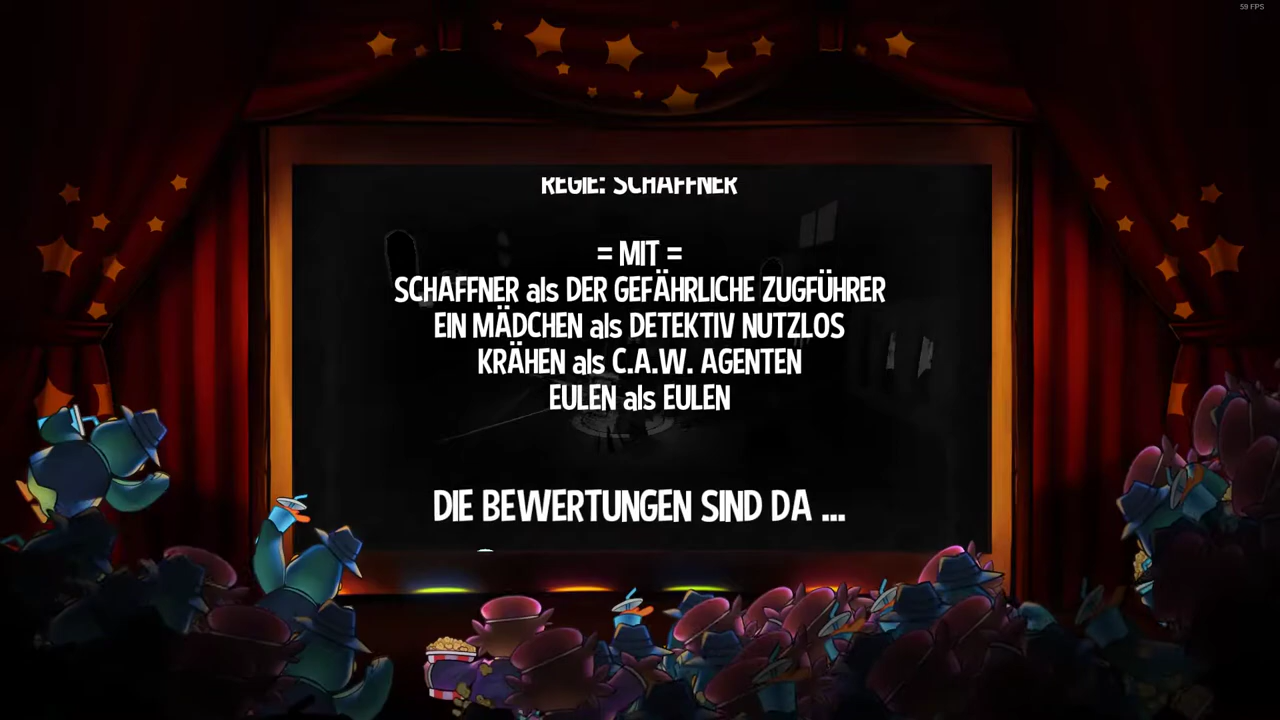 59 FPS
REGIE: SCHAFFNER
= MIT =
SCHAFFNER als DER GEFÄHRLICHE ZUGFÜHRER
EIN MÄDCHEN als DETEKTIV NUTZLOS
KRÄHEN als C.A.W. AGENTEN
EULEN als EULEN
DIE BEWERTUNGEN SIND DA ...